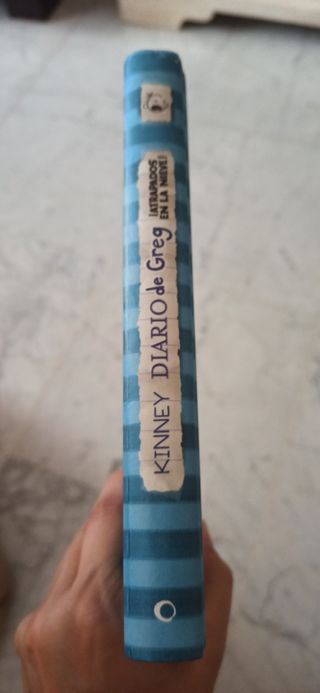 KINNEY DIARIO de Greg
¡ATRAPADOS
EN LA NIEVE!